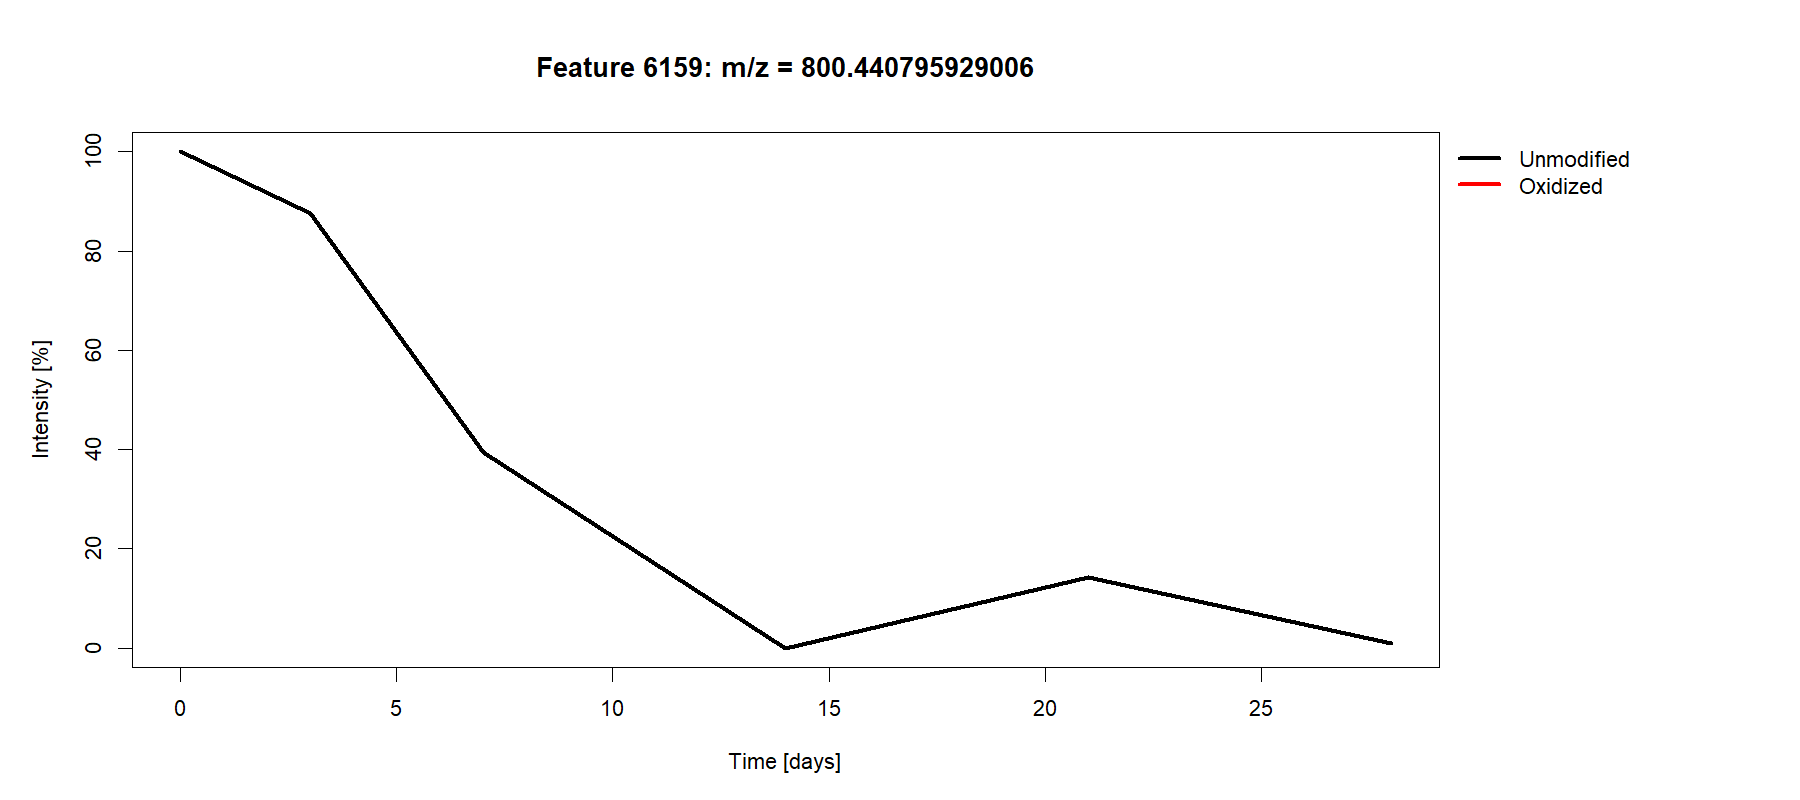 Feature 6159: m/z = 800.440795929006
Unmodified
Oxidized
Intensity [%]
100
80
60
40
20
0
0 5 10 15 20 25
Time [days]